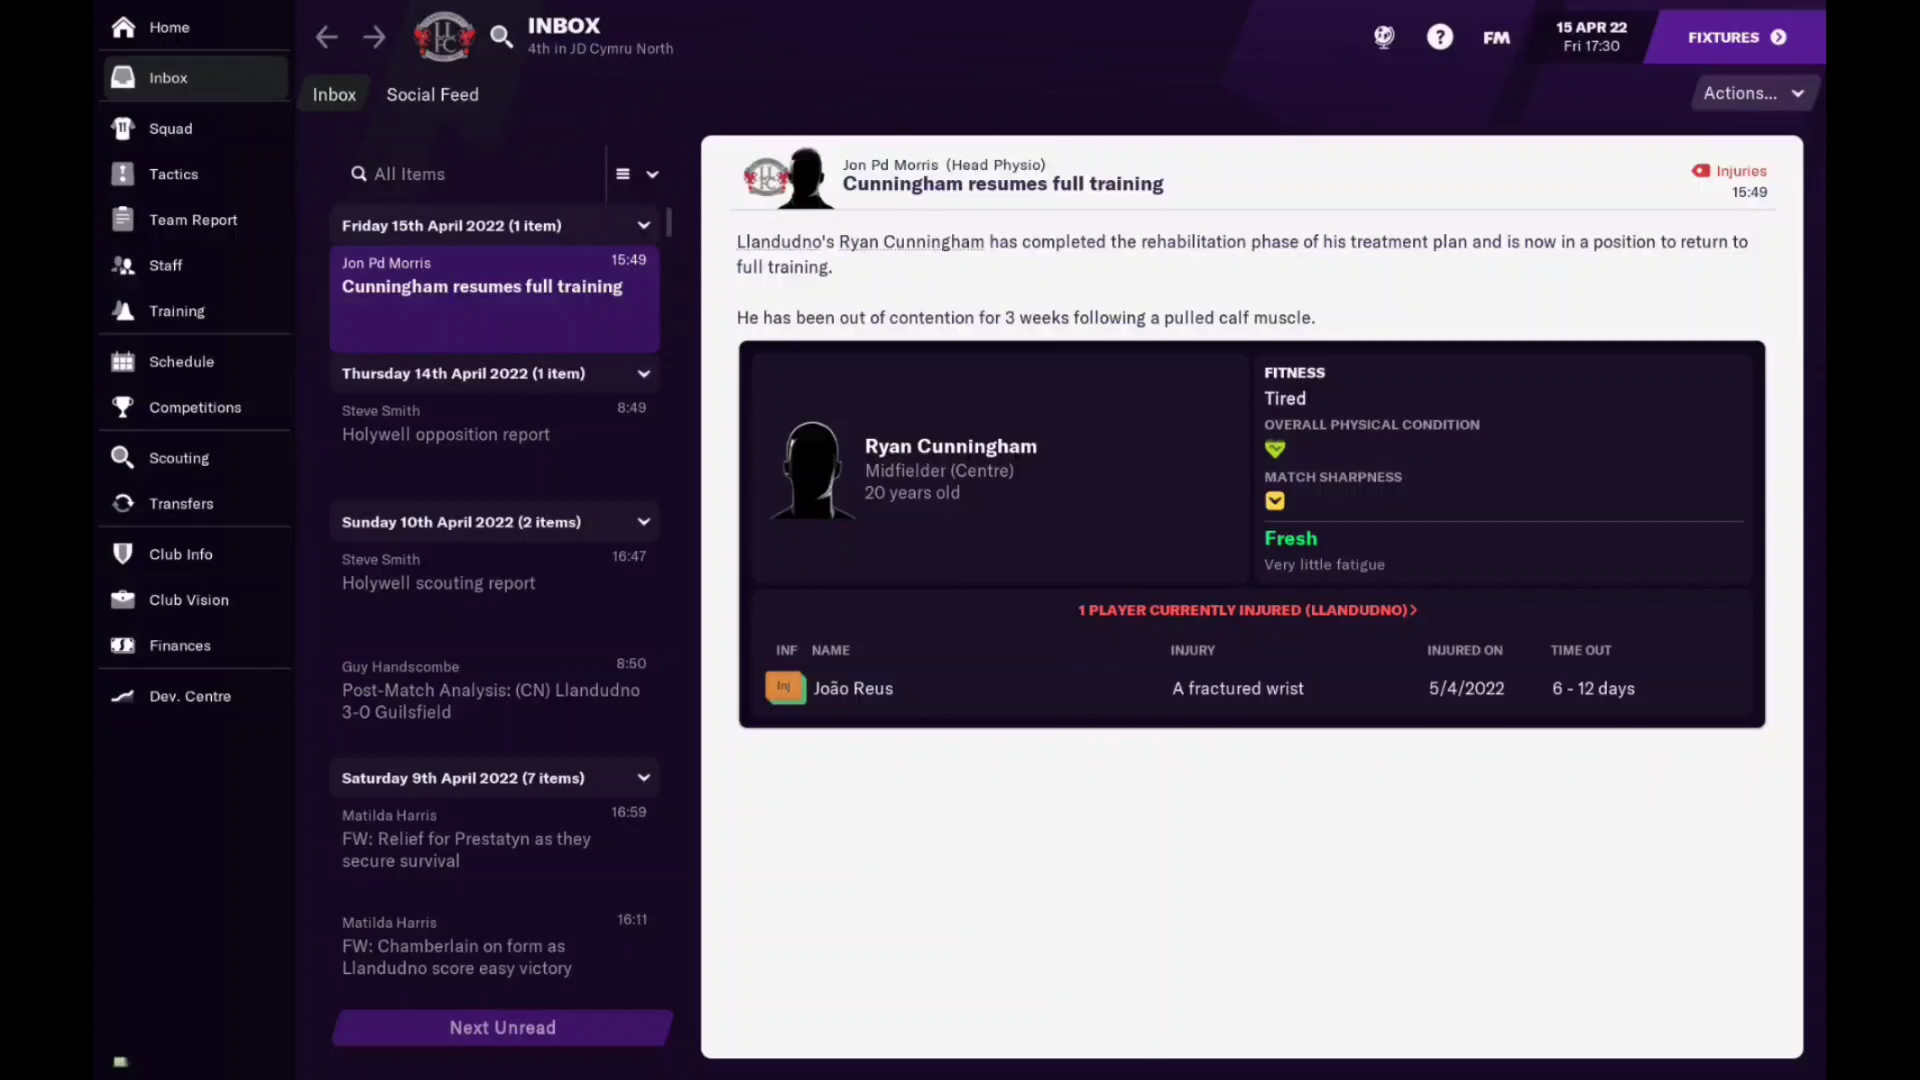 Home
Inbox
Squad
Tactics
Team Report
Staff
Training
Schedule
Competitions
Scouting
Transfers
Club Info
Club Vision
Finances
Dev. Centre
INBOX
4th in JD Cymru North
FM
15 APR 22
Fri 17:30
FIXTURES
Inbox
Social Feed
Actions...
All Items
Friday 15th April 2022 (1 item)
Jon Pd Morris 15:49
Cunningham resumes full training
Thursday 14th April 2022 (1 item)
Steve Smith 8:49
Holywell opposition report
Sunday 10th April 2022 (2 items)
Steve Smith 16:47
Holywell scouting report
Guy Handscombe 8:50
Post-Match Analysis: (CN) Llandudno
3-0 Guilsfield
Saturday 9th April 2022 (7 items)
Matilda Harris 16:59
FW: Relief for Prestatyn as they
secure survival
Matilda Harris 16:11
FW: Chamberlain on form as
Llandudno score easy victory
Next Unread
Jon Pd Morris (Head Physio)
Cunningham resumes full training
Injuries
15:49
Llandudno's Ryan Cunningham has completed the rehabilitation phase of his treatment plan and is now in a position to return to
full training.
He has been out of contention for 3 weeks following a pulled calf muscle.
Ryan Cunningham
Midfielder (Centre)
20 years old
FITNESS
Tired
OVERALL PHYSICAL CONDITION
MATCH SHARPNESS
Fresh
Very little fatigue
1 PLAYER CURRENTLY INJURED (LLANDUDNO)>
INF NAME INJURY INJURED ON TIME OUT
Inj João Reus A fractured wrist 5/4/2022 6 - 12 days